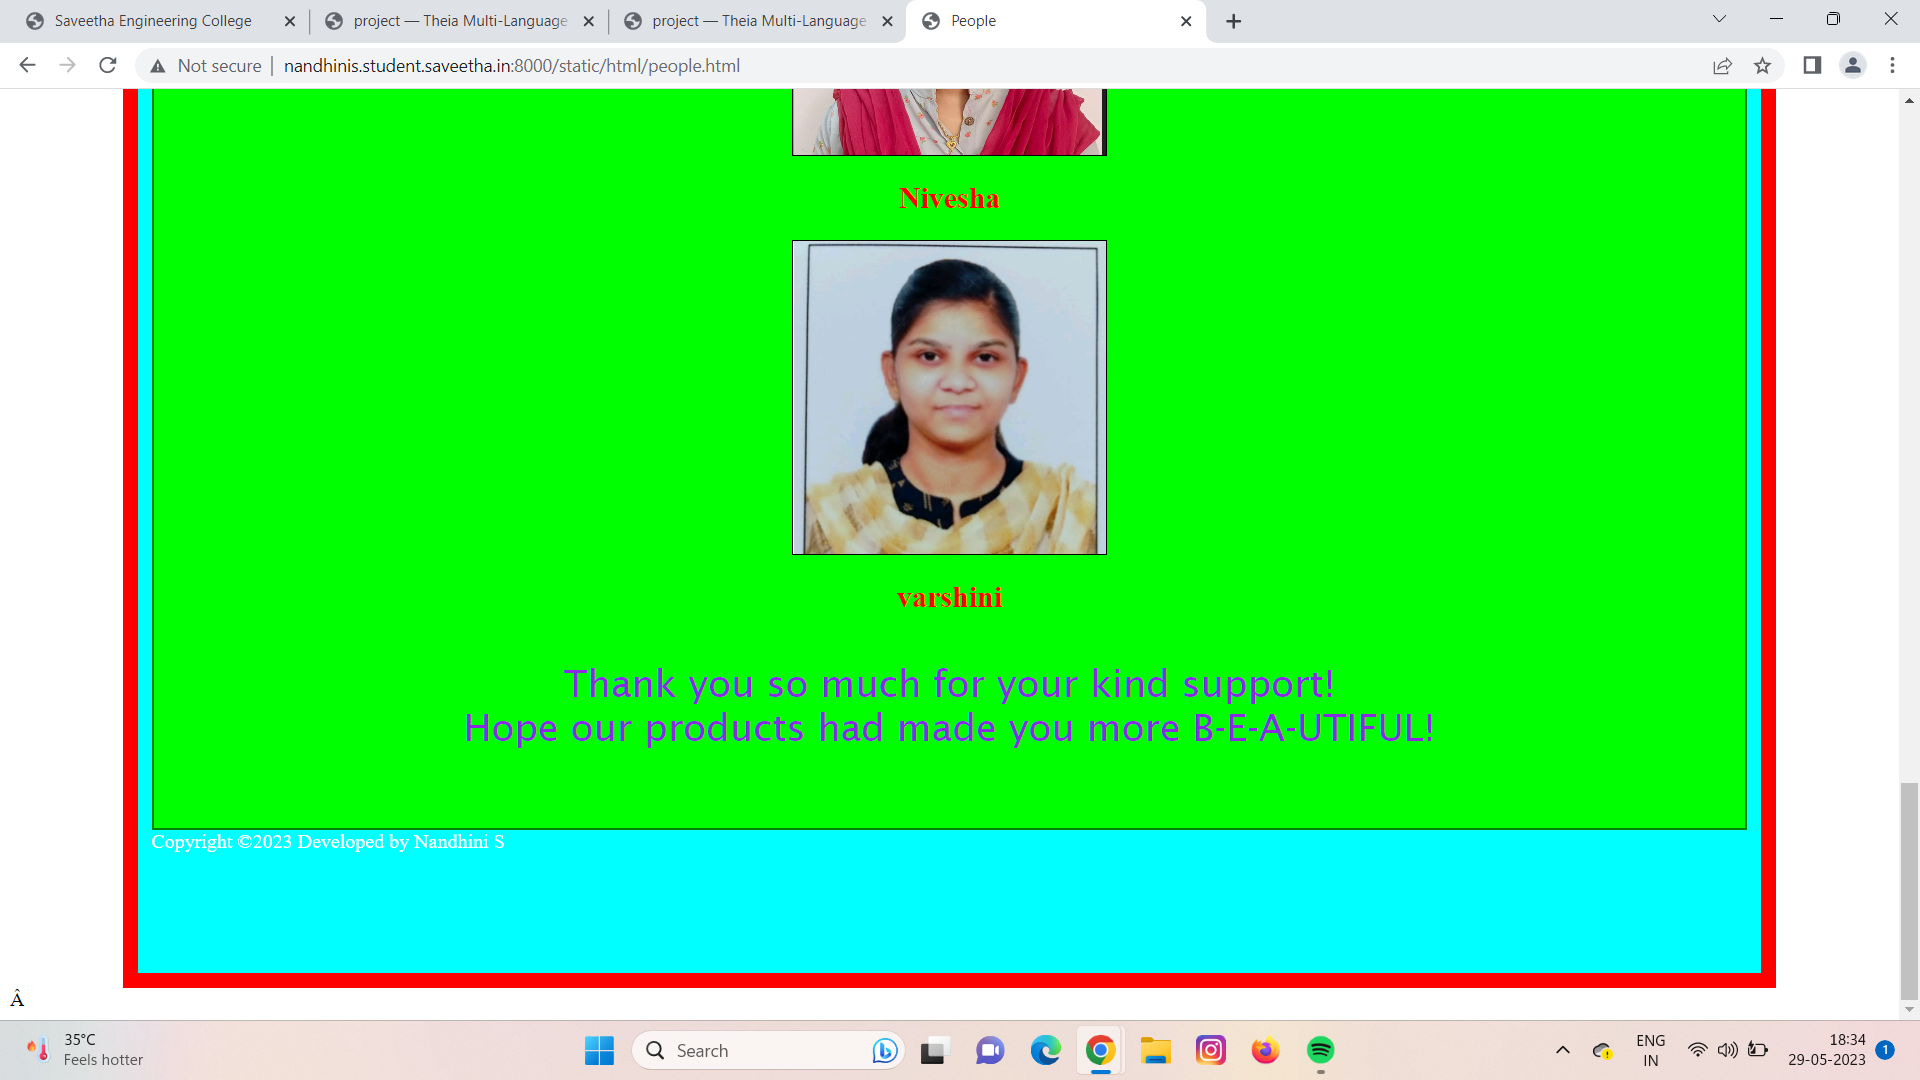 Saveetha Engineering College
project — Theia Multi-Language
project — Theia Multi-Language
People
Not secure
nandhinis.student.saveetha.in:8000/static/html/people.html
Nivesha
varshini
Thank you so much for your kind support!
Hope our products had made you more B-E-A-UTIFUL!
Copyright ©2023 Developed by Nandhini S
Â
35°C
Feels hotter
Search
ENG
IN
18:34
29-05-2023
1